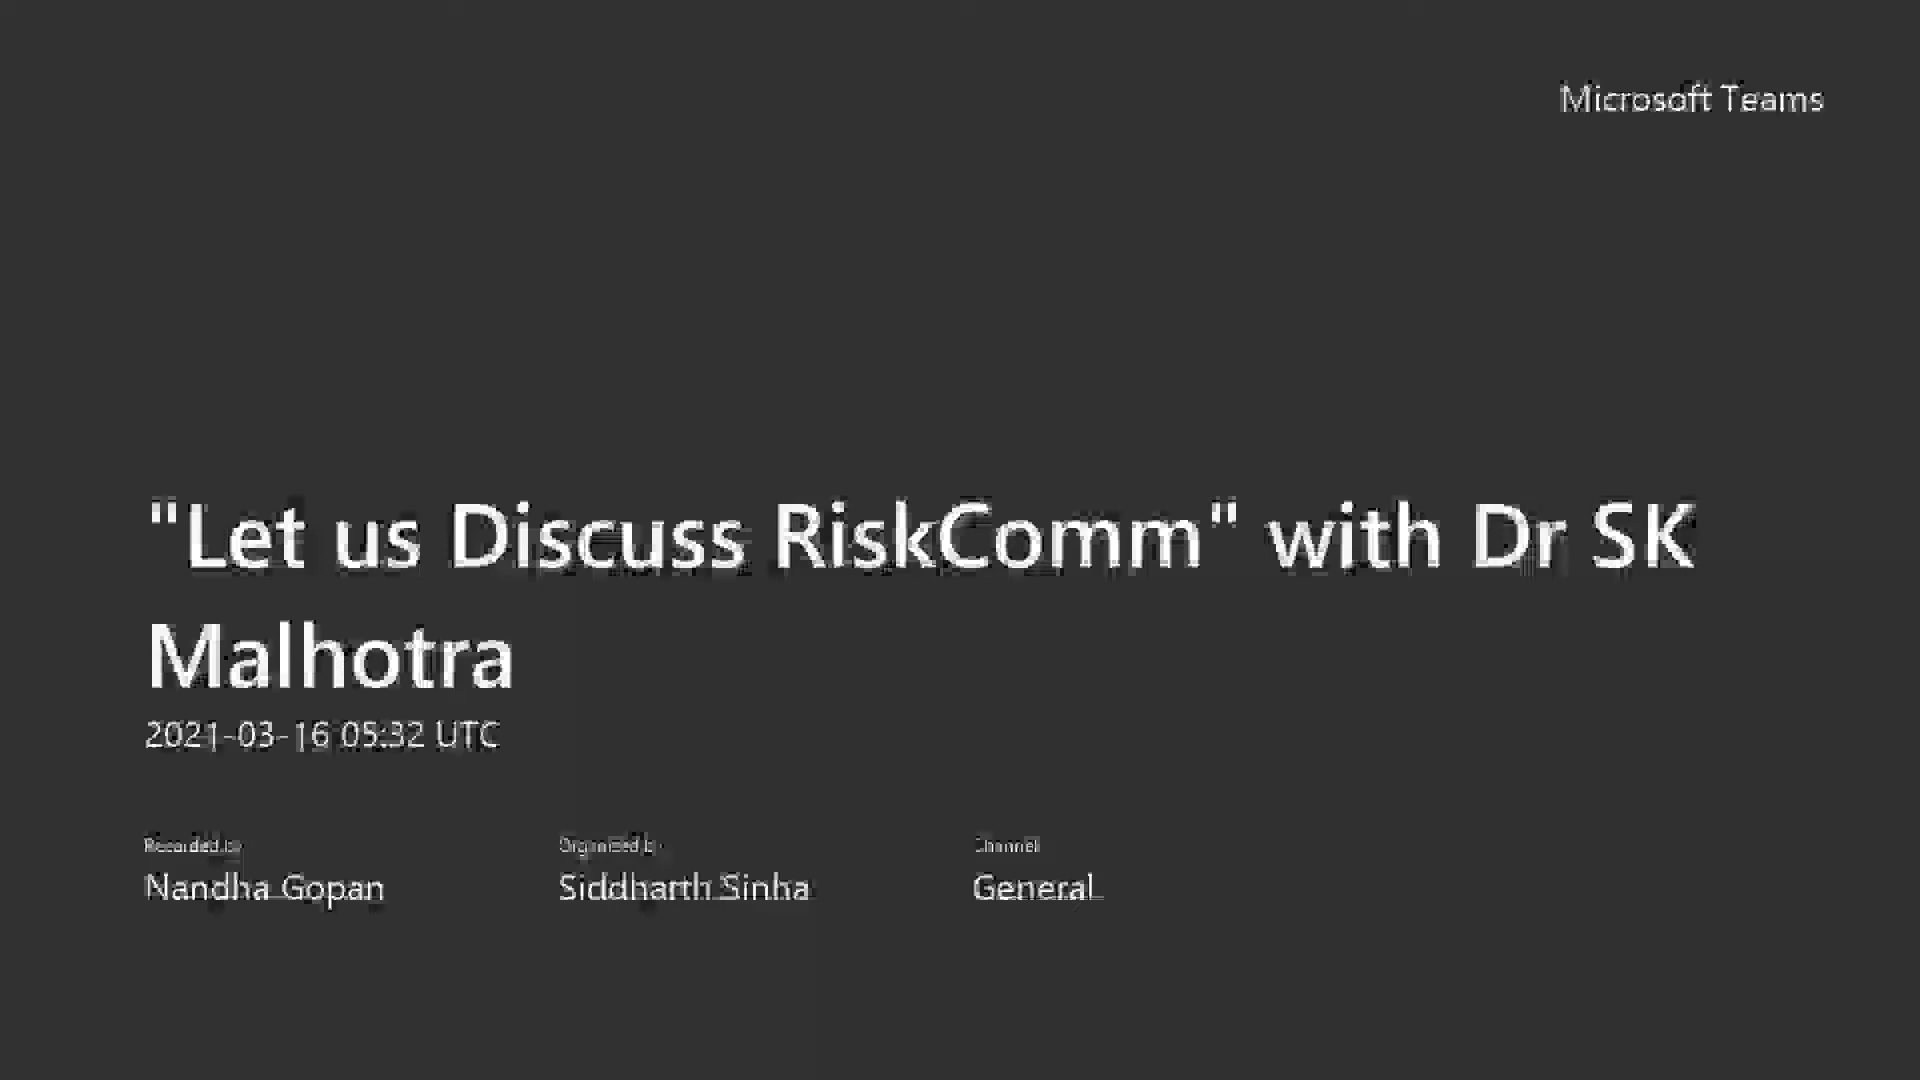 Microsoft Teams
"Let us Discuss RiskComm" with Dr SK
Malhotra
2021-03-16 05:32 UTC
Recorded by
Organized by
Channel
Nandha Gopan
Siddharth Sinha
General